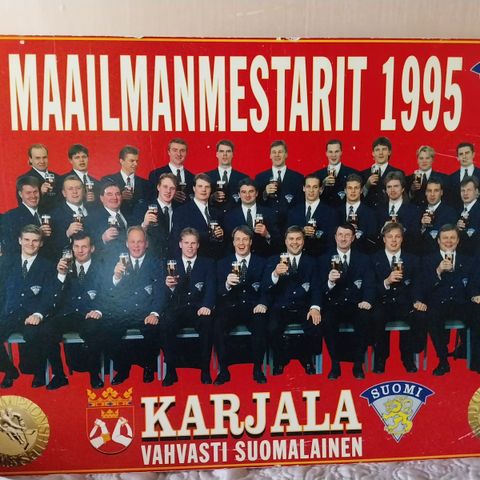 MAAILMANMESTARIT 1995
KARJALA
VAHVASTI SUOMALAINEN
SUOMI